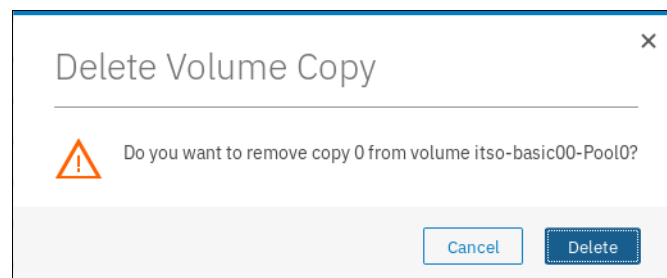 Delete Volume Copy
Do you want to remove copy 0 from volume itso-basic00-Pool0?
Cancel
Delete